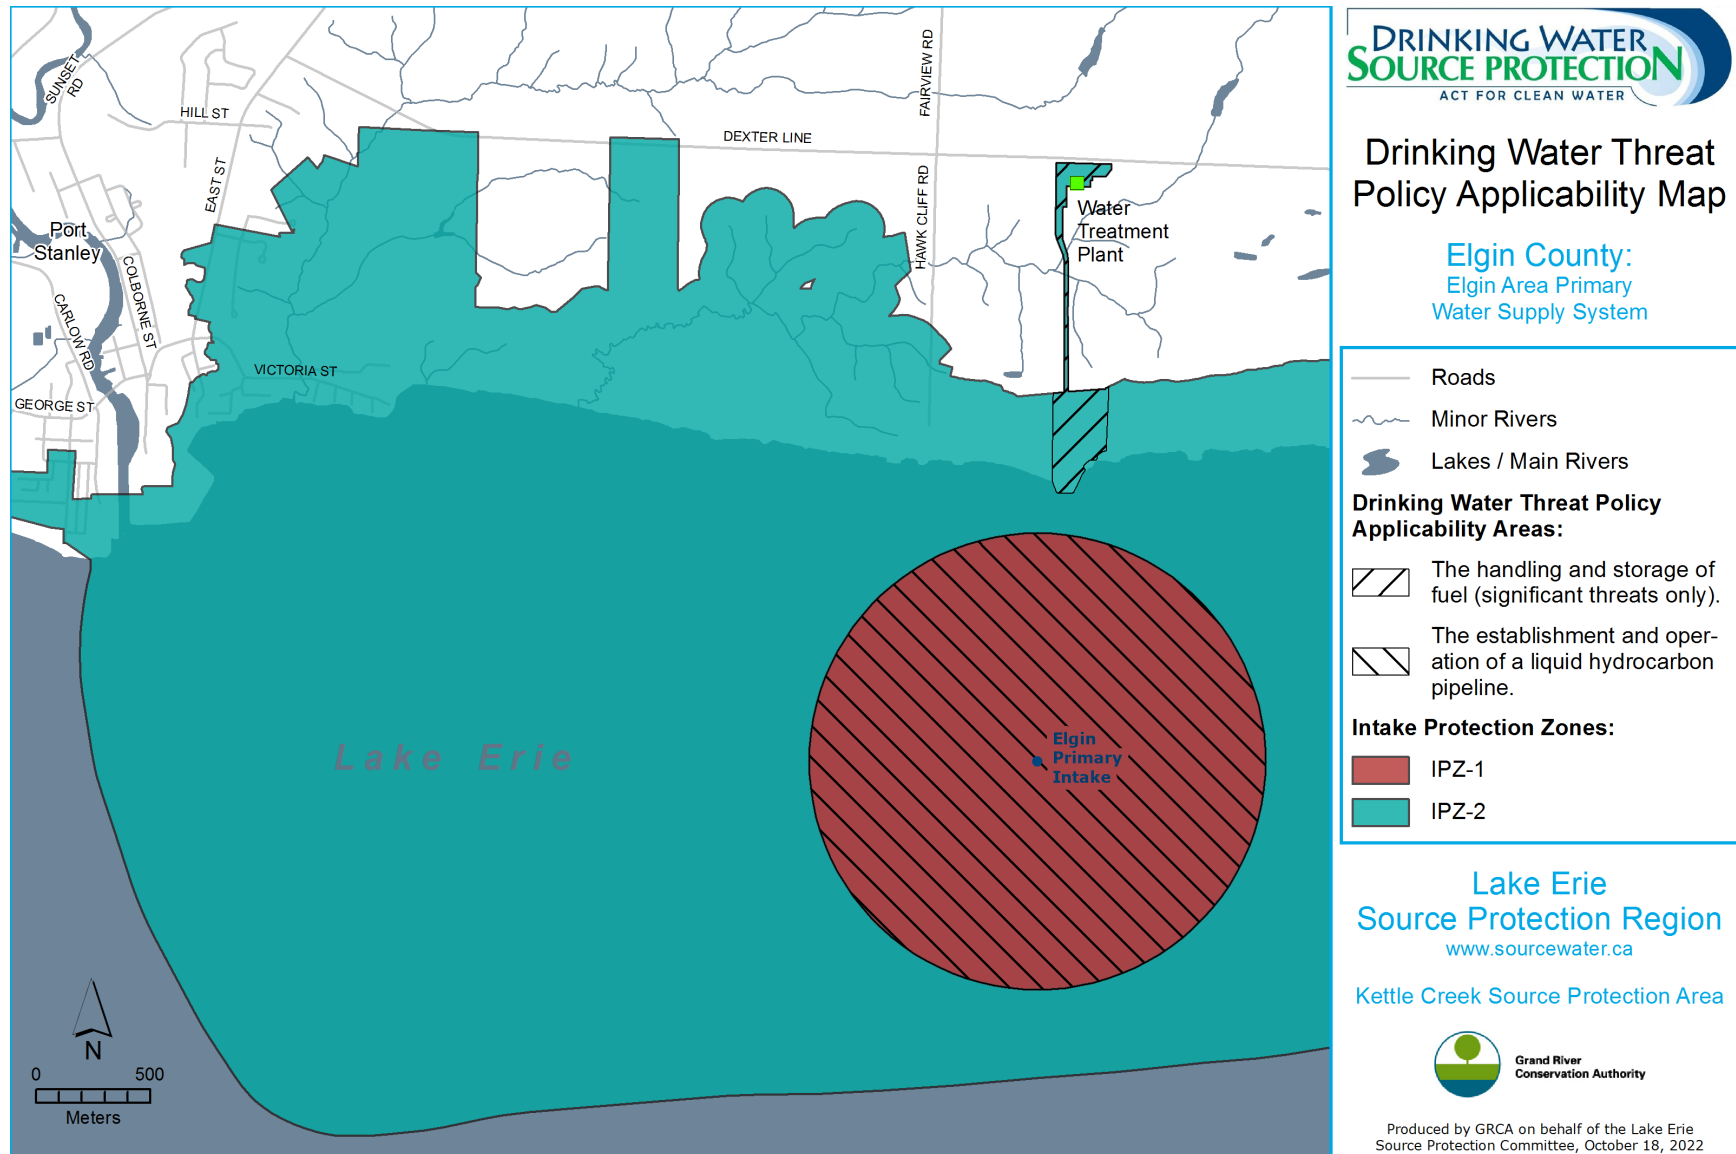 SUNSET
RD
HILL ST
EAST ST
FAIRVIEW RD
DEXTER LINE
HAWK CLIFF RD
Water
Treatment
Plant
Port
Stanley
COLBORNE ST
CARLOW RD
VICTORIA ST
GEORGE ST
Lake Erie
Elgin
Primary
Intake
N
0 500
Meters
DRINKING WATER
SOURCE PROTECTION
ACT FOR CLEAN WATER
Drinking Water Threat
Policy Applicability Map
Elgin County:
Elgin Area Primary
Water Supply System
Roads
Minor Rivers
Lakes / Main Rivers
Drinking Water Threat Policy
Applicability Areas:
The handling and storage of
fuel (significant threats only).
The establishment and oper-
ation of a liquid hydrocarbon
pipeline.
Intake Protection Zones:
IPZ-1
IPZ-2
Lake Erie
Source Protection Region
www.sourcewater.ca
Kettle Creek Source Protection Area
Grand River
Conservation Authority
Produced by GRCA on behalf of the Lake Erie
Source Protection Committee, October 18, 2022